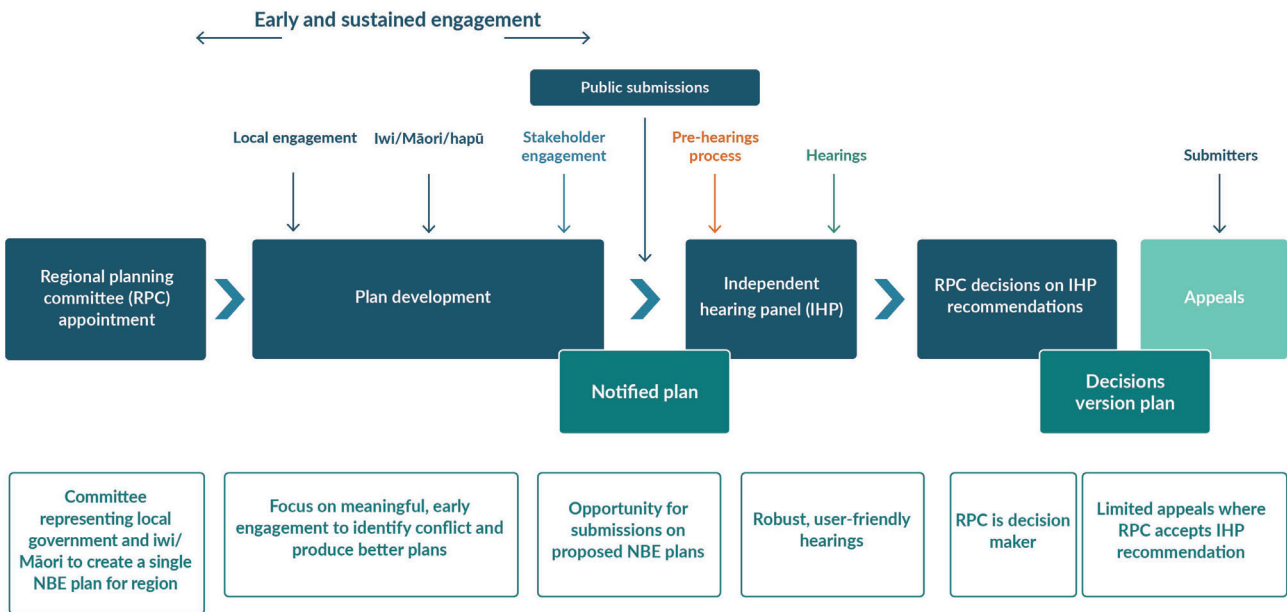 Early and sustained engagement
Public submissions
Local engagement
Iwi/Māori/hapū
Stakeholder
engagement
Pre-hearings
process
Hearings
Submitters
Regional planning
committee (RPC)
appointment
Plan development
Independent
hearing panel (IHP)
RPC decisions on IHP
recommendations
Appeals
Notified plan
Decisions
version plan
Committee
representing local
government and iwi/
Māori to create a single
NBE plan for region
Focus on meaningful, early
engagement to identify conflict and
produce better plans
Opportunity for
submissions on
proposed NBE plans
Robust, user-friendly
hearings
RPC is decision
maker
Limited appeals where
RPC accepts IHP
recommendation